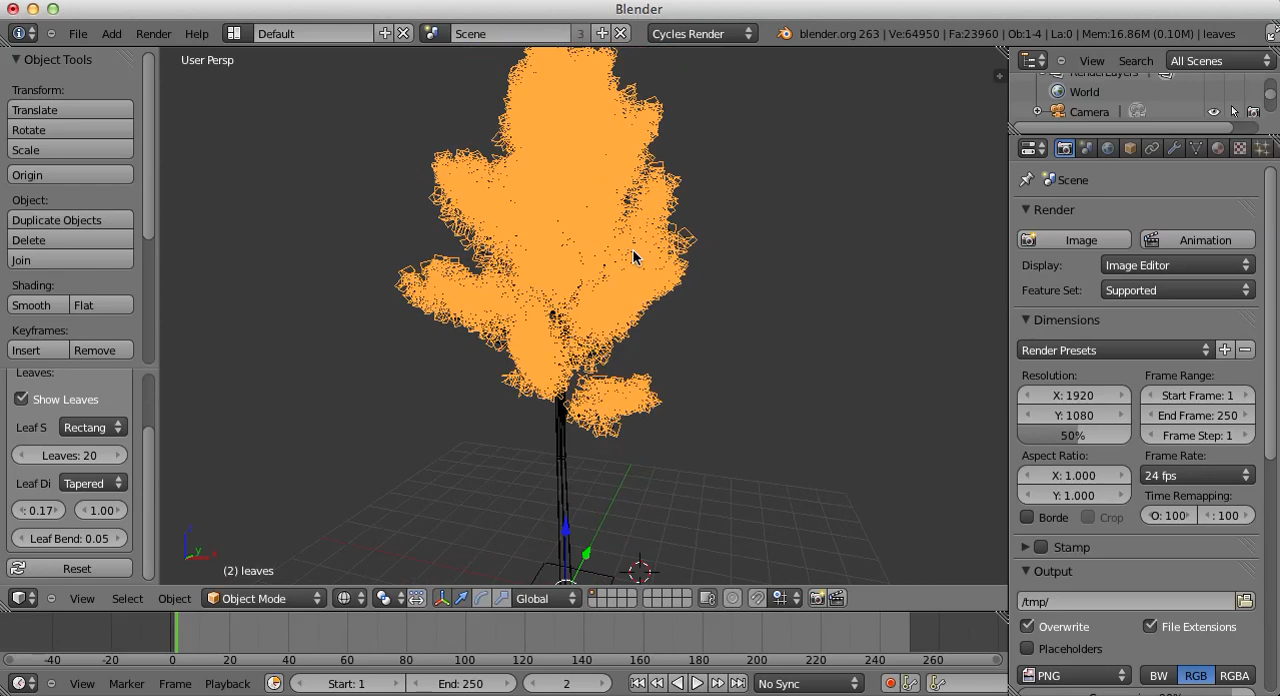 Blender
File Add Render Help Default Scene 3 Cycles Render blender.org 263 | Ve:64950 | Fa:23960 | Ob:1-4 | La:0 | Mem:16.86M (0.10M) | leaves
Object Tools
Transform:
Translate
Rotate
Scale
Origin
Object:
Duplicate Objects
Delete
Join
Shading:
Smooth Flat
Keyframes:
Insert Remove
Leaves:
Show Leaves
Leaf S Rectang
Leaves: 20
Leaf Di Tapered
: 0.17 : 1.00
Leaf Bend: 0.05
Reset
User Persp
z
y
x
(2) leaves
View Select Object Object Mode Global
-40 -20 0 20 40 60 80 100 120 140 160 180 200 220 240 260
View Marker Frame Playback Start: 1 End: 250 2 No Sync
View Search All Scenes
RenderLayers
World
Camera
Scene
Render
Image Animation
Display: Image Editor
Feature Set: Supported
Dimensions
Render Presets
Resolution: Frame Range:
X: 1920 Start Frame: 1
Y: 1080 End Frame: 250
50% Frame Step: 1
Aspect Ratio: Frame Rate:
X: 1.000 24 fps
Y: 1.000 Time Remapping:
Borde Crop O: 100 : 100
Stamp
Output
/tmp/
Overwrite File Extensions
Placeholders
PNG BW RGB RGBA